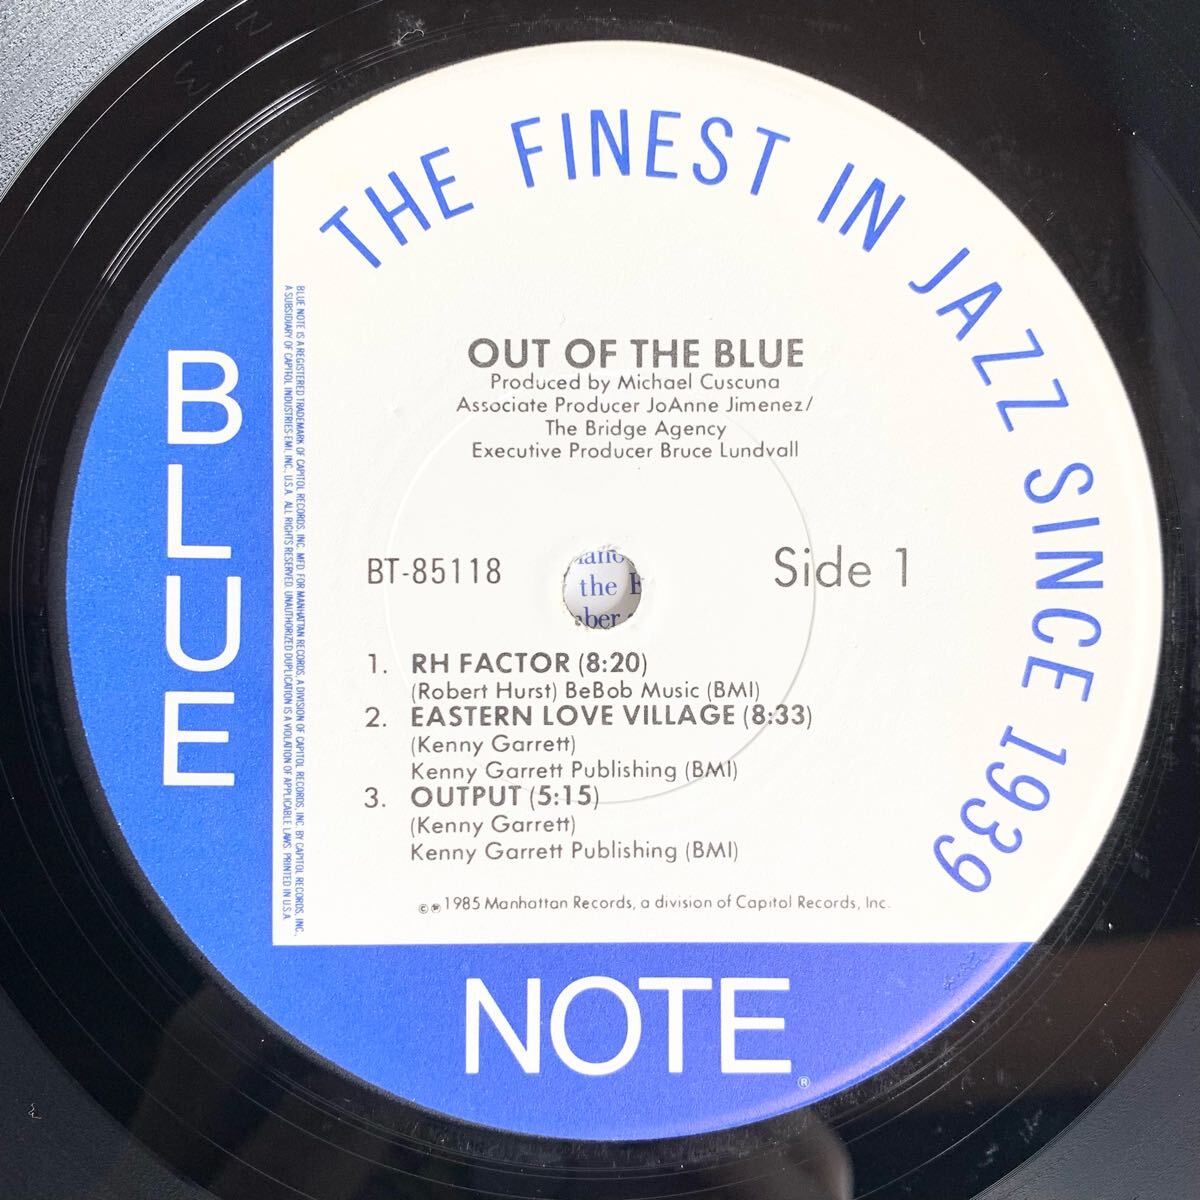 THE FINEST IN JAZZ SINCE 1939
BLUE
BLUE NOTE IS A REGISTERED TRADEMARK OF CAPITOL RECORDS, INC. MFD. FOR MANHATTAN RECORDS, A DIVISION OF CAPITOL RECORDS, INC. BY CAPITOL RECORDS, INC.,
A SUBSIDIARY OF CAPITOL INDUSTRIES-EMI, INC., U.S.A. ALL RIGHTS RESERVED. UNAUTHORIZED DUPLICATION IS A VIOLATION OF APPLICABLE LAWS. PRINTED IN U.S.A.
OUT OF THE BLUE
Produced by Michael Cuscuna
Associate Producer JoAnne Jimenez/
The Bridge Agency
Executive Producer Bruce Lundvall
BT-85118
Side 1
the
1. RH FACTOR (8:20)
(Robert Hurst) BeBob Music (BMI)
2. EASTERN LOVE VILLAGE (8:33)
(Kenny Garrett)
Kenny Garrett Publishing (BMI)
3. OUTPUT (5:15)
(Kenny Garrett)
Kenny Garrett Publishing (BMI)
©℗1985 Manhattan Records, a division of Capitol Records, Inc.
NOTE®